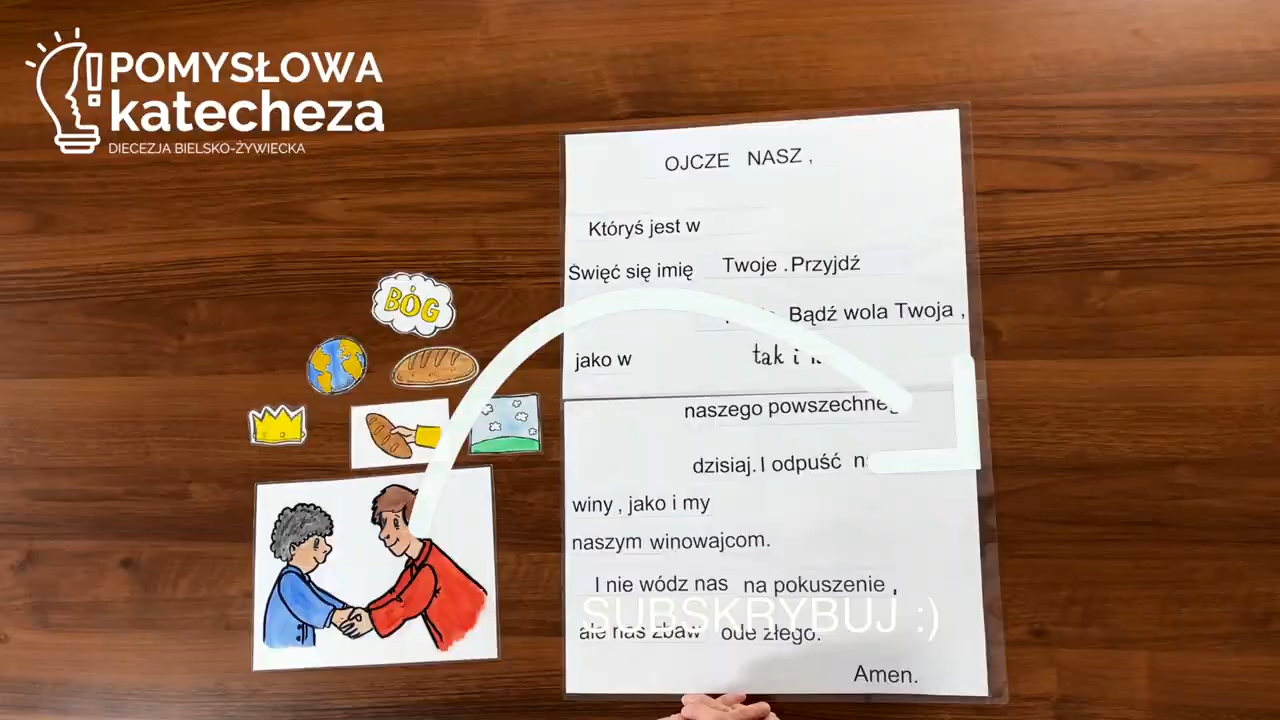 POMYSŁOWA
katecheza
DIECEZJA BIELSKO-ŻYWIECKA
BÓG
OJCZE NASZ ,
Któryś jest w
Święć się imię Twoje . Przyjdź
Bądź wola Twoja ,
jako w tak i
naszego powszechneg
dzisiaj. I odpuść
winy , jako i my
naszym winowajcom.
I nie wódz nas na pokuszenie ,
SUBSKRYBUJ :)
ale nas zbaw ode złego.
Amen.